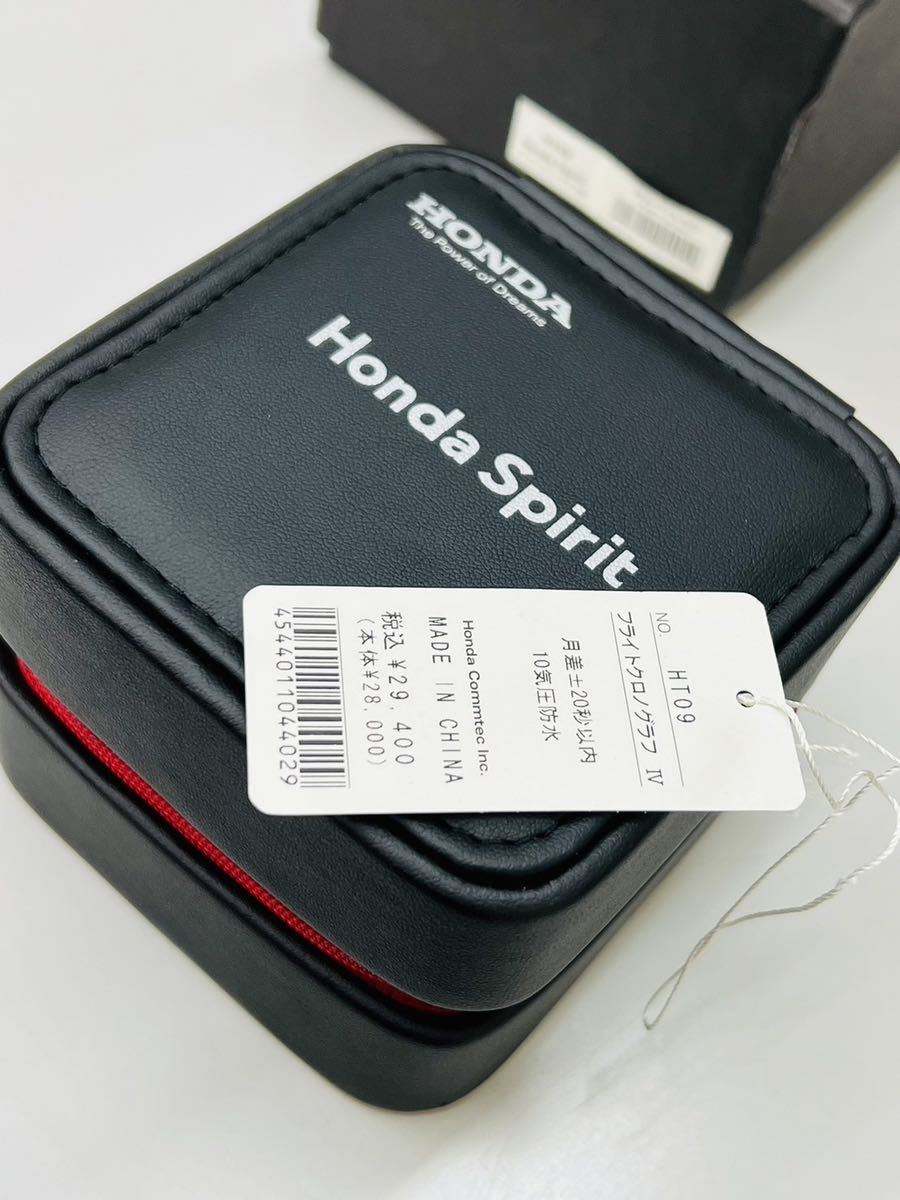 HONDA
The Power of Dreams
Honda Spirit
NO. HT09
フライトクロノグラフ Ⅳ
月差±20秒以内
10気圧防水
Honda Commtec Inc.
MADE IN CHINA
税込 ¥29,400
(本体¥28,000)
4544011044029